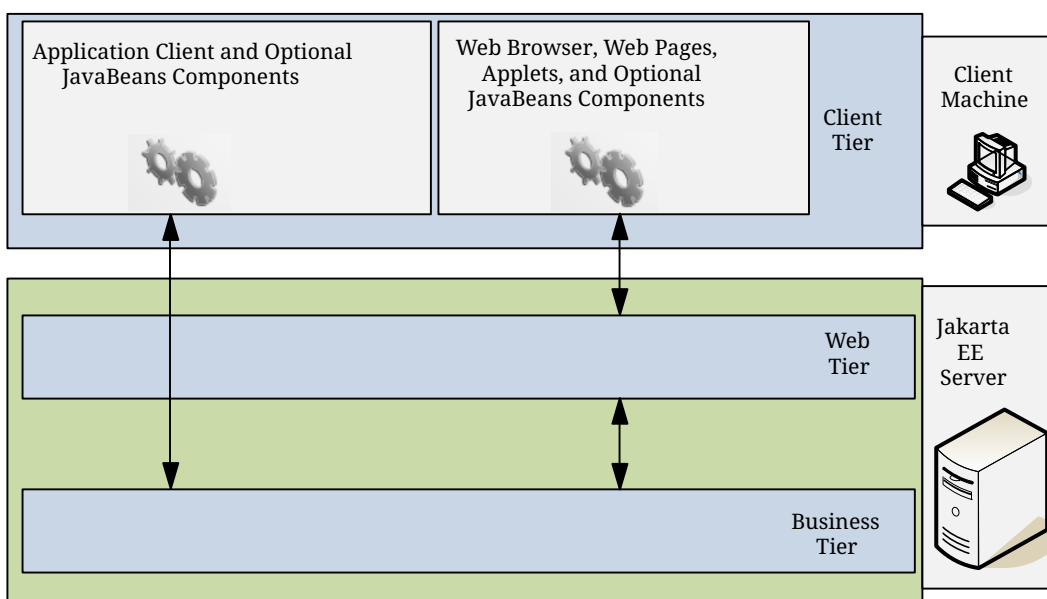 Application Client and Optional
JavaBeans Components
Web Browser, Web Pages,
Applets, and Optional
JavaBeans Components
Client
Tier
Client
Machine
Web
Tier
Jakarta
EE
Server
Business
Tier